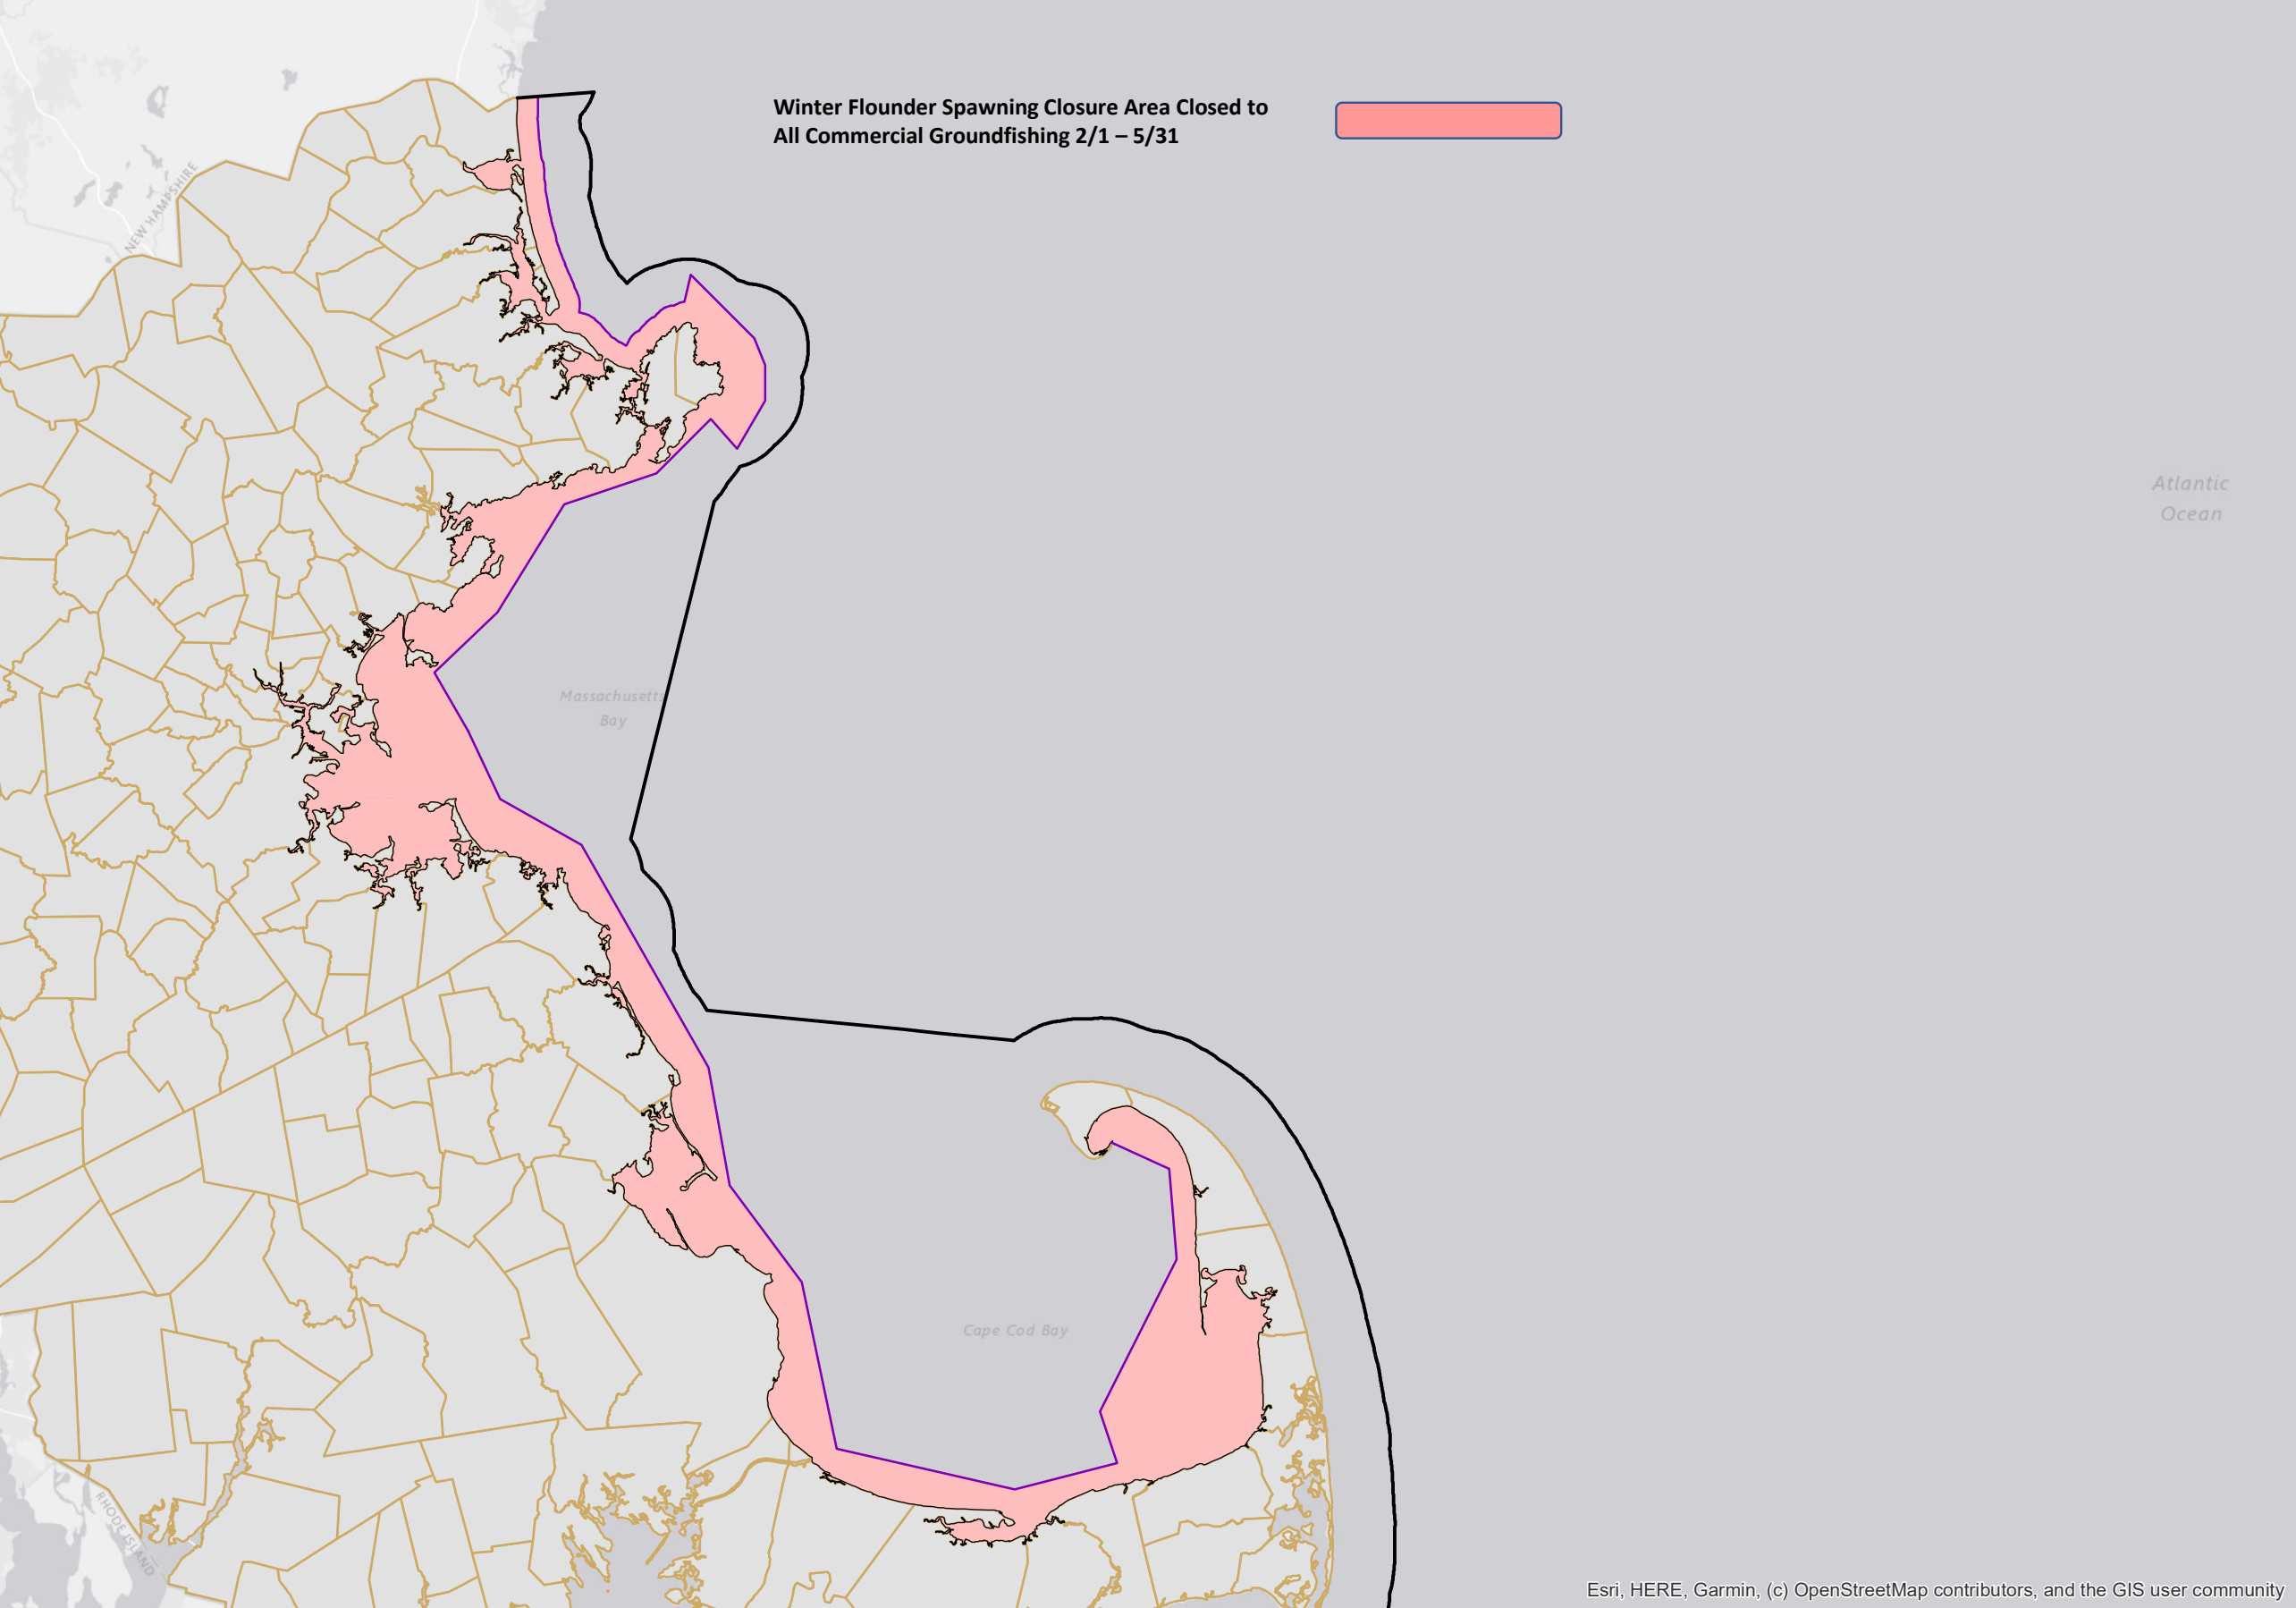 Winter Flounder Spawning Closure Area Closed to
All Commercial Groundfishing 2/1 – 5/31
NEW HAMPSHIRE
Atlantic
Ocean
Massachusetts
Bay
Cape Cod Bay
RHODE ISLAND
Esri, HERE, Garmin, (c) OpenStreetMap contributors, and the GIS user community